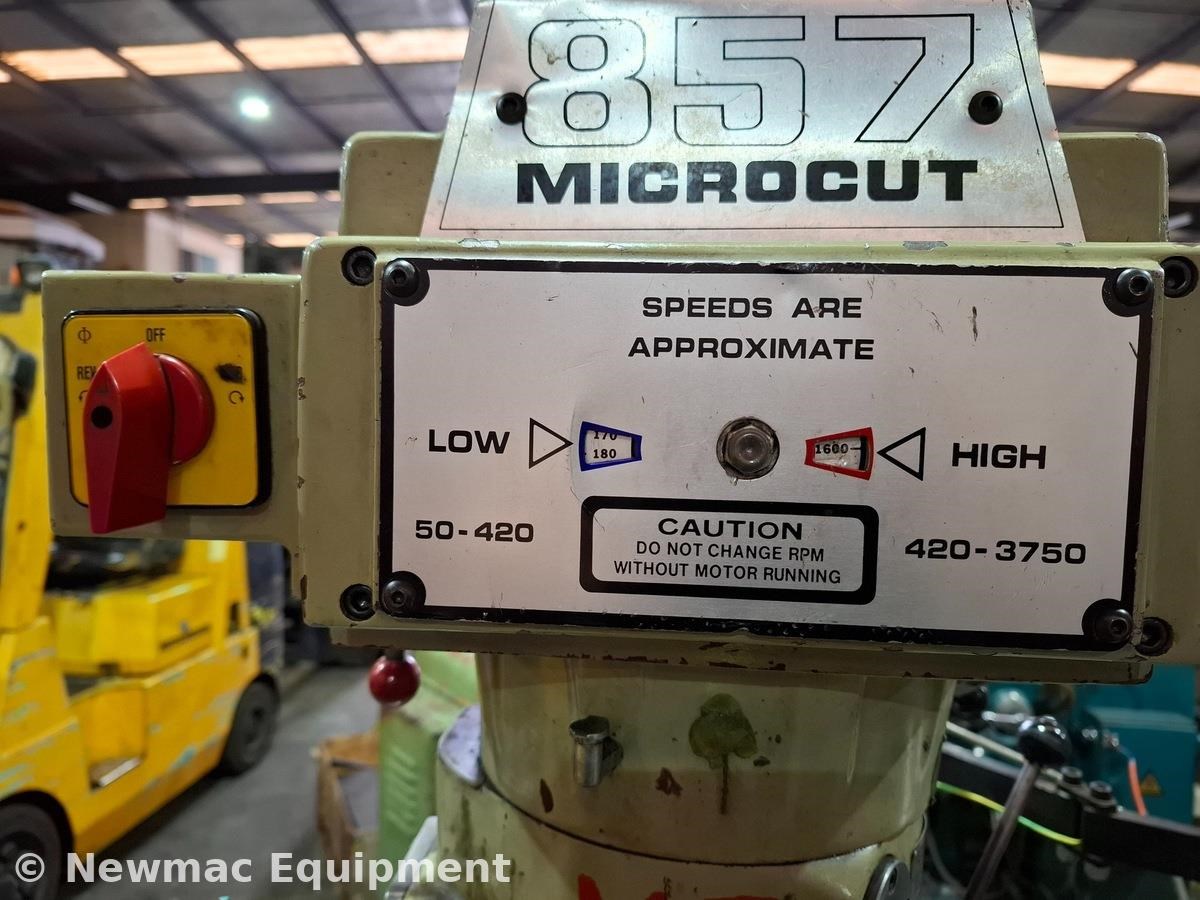 857
MICROCUT
SPEEDS ARE
APPROXIMATE
OFF
LOW
170
180
1600
HIGH
50-420
420-3750
CAUTION
DO NOT CHANGE RPM
WITHOUT MOTOR RUNNING
© Newmac Equipment